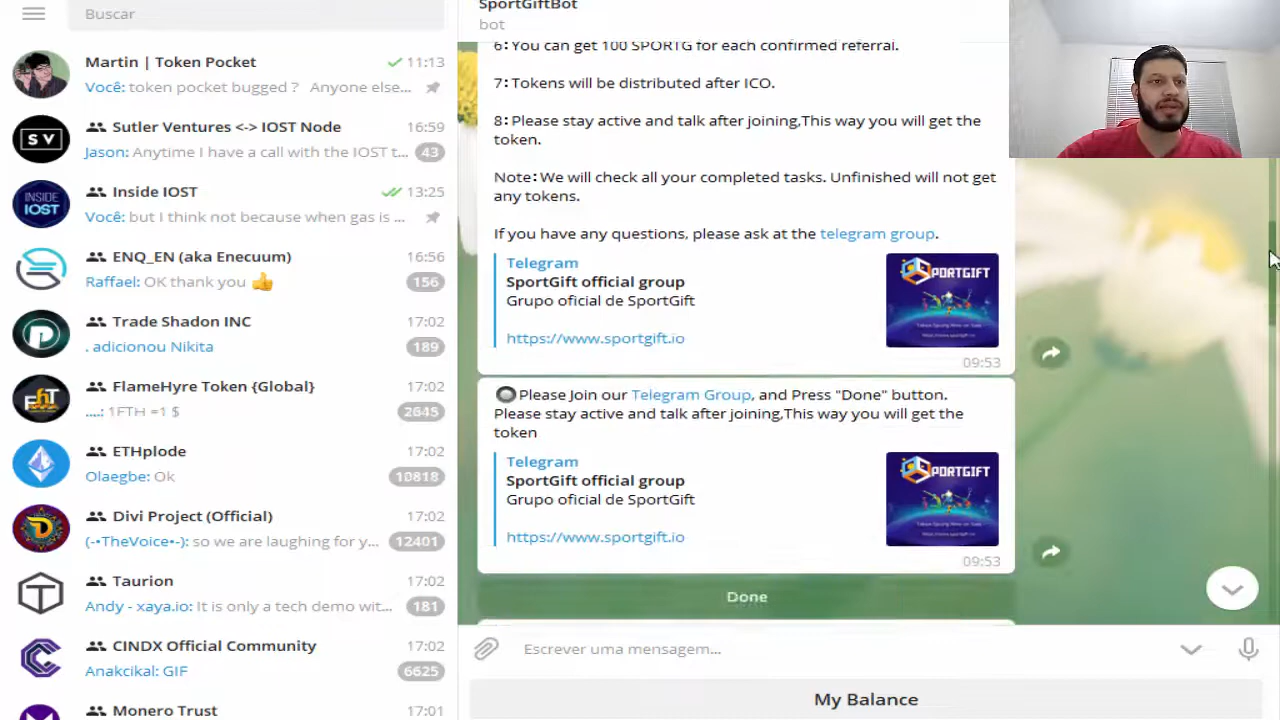 Buscar
Martin | Token Pocket
11:13
Você: token pocket bugged ? Anyone else...
Sutler Ventures <-> IOST Node
16:59
Jason: Anytime I have a call with the IOST t...
43
Inside IOST
13:25
Você: but I think not because when gas is ...
ENQ_EN (aka Enecuum)
16:56
Raffael: OK thank you 👍
156
Trade Shadon INC
17:02
. adicionou Nikita
189
FlameHyre Token {Global}
17:02
....: 1FTH =1 $
2645
ETHplode
17:02
Olaegbe: Ok
10818
Divi Project (Official)
17:02
(-•TheVoice•-): so we are laughing for y...
12401
Taurion
17:02
Andy - xaya.io: It is only a tech demo wit...
181
CINDX Official Community
17:02
Anakcikal: GIF
6625
Monero Trust
17:01
SV
INSIDE
IOST
SportGiftBot
bot
6: You can get 100 SPORTG for each confirmed referral.
7: Tokens will be distributed after ICO.
8: Please stay active and talk after joining,This way you will get the
token.
Note: We will check all your completed tasks. Unfinished will not get
any tokens.
If you have any questions, please ask at the telegram group.
Telegram
SportGift official group
Grupo oficial de SportGift
https://www.sportgift.io
SPORTGIFT
09:53
Please Join our Telegram Group, and Press "Done" button.
Please stay active and talk after joining,This way you will get the
token
Telegram
SportGift official group
Grupo oficial de SportGift
https://www.sportgift.io
SPORTGIFT
09:53
Done
Escrever uma mensagem...
My Balance